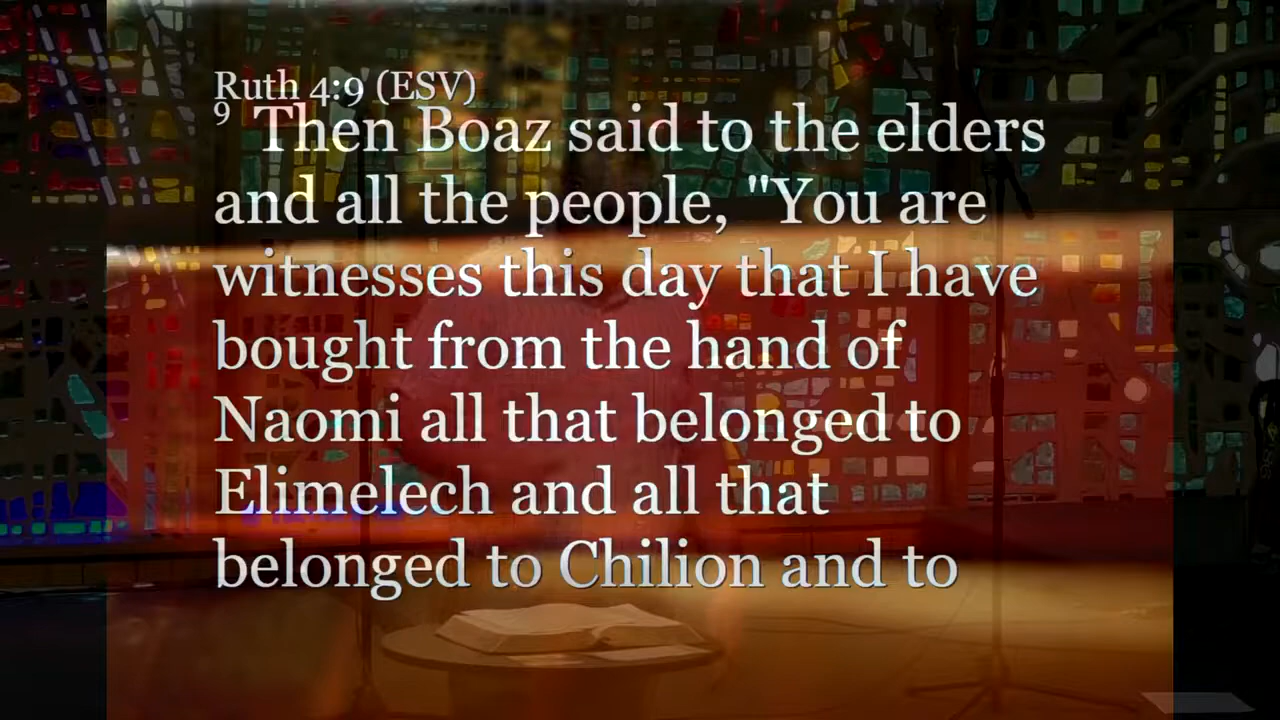 Ruth 4:9 (ESV)
9 Then Boaz said to the elders
and all the people, "You are
witnesses this day that I have
bought from the hand of
Naomi all that belonged to
Elimelech and all that
belonged to Chilion and to